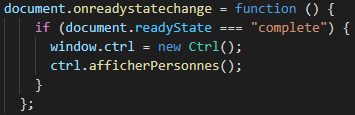 document.onreadystatechange = function () {
    if (document.readyState === "complete") {
      window.ctrl = new Ctrl();
      ctrl.afficherPersonnes();
    }
  };